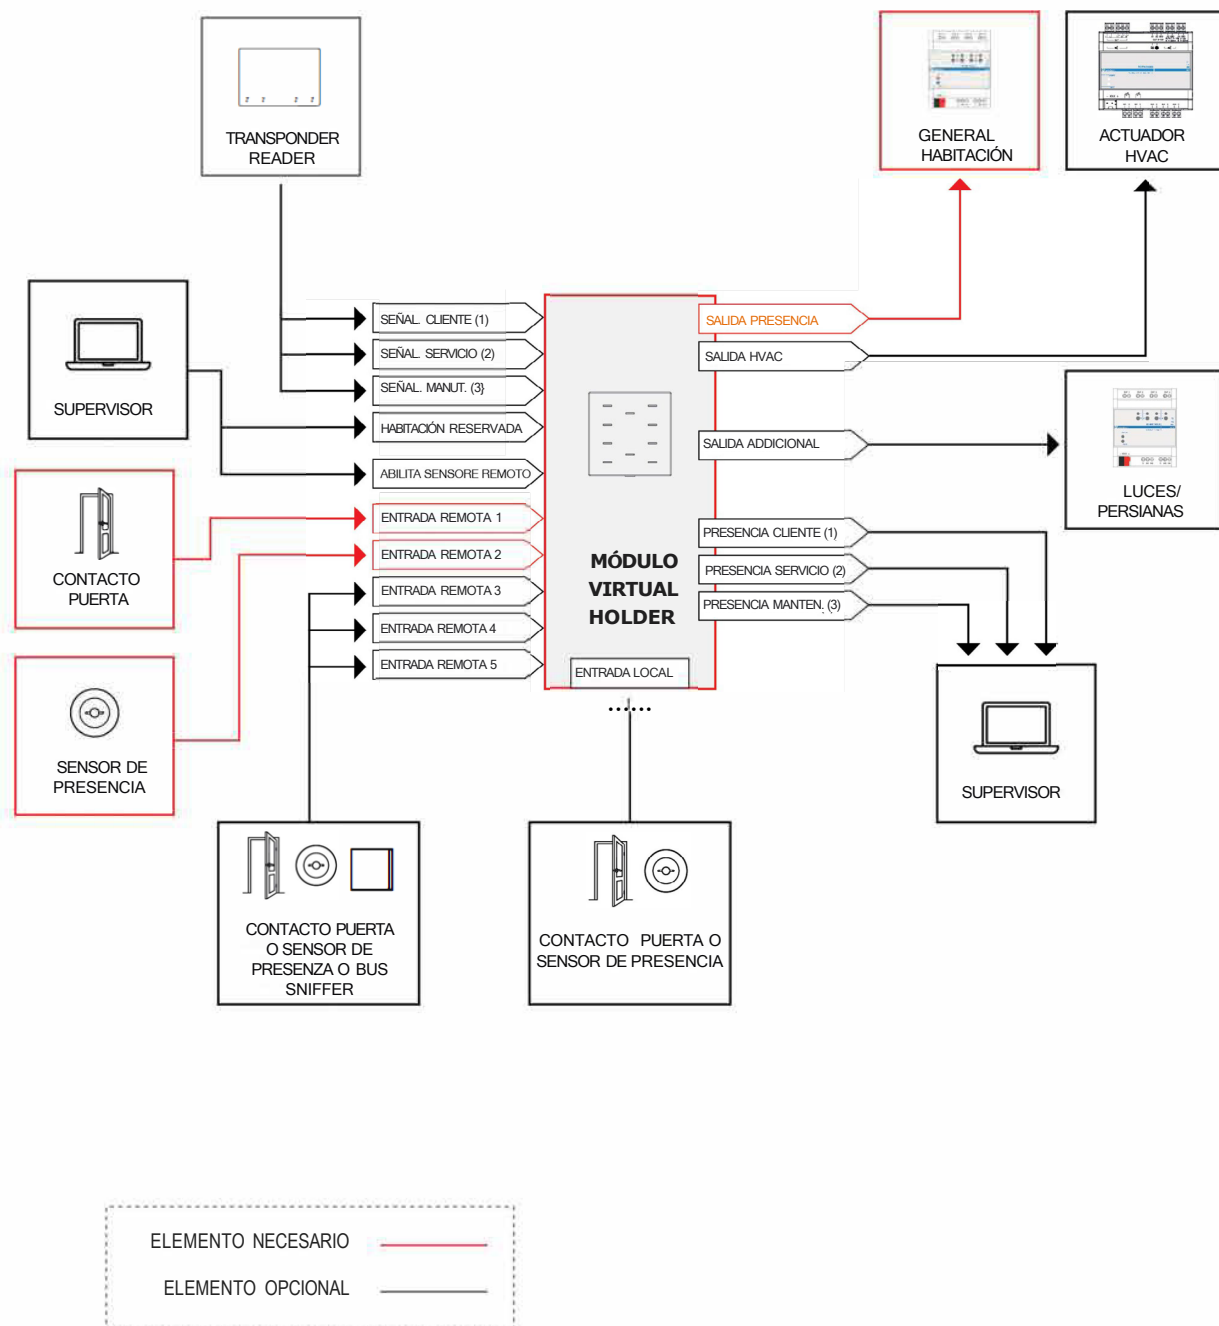 TRANSPONDER
READER
GENERAL
HABITACIÓN
ACTUADOR
HVAC
SUPERVISOR
SEÑAL. CLIENTE (1)
SEÑAL. SERVICIO (2)
SEÑAL. MANUT. (3}
HABITACIÓN RESERVADA
ABILITA SENSORE REMOTO
ENTRADA REMOTA 1
ENTRADA REMOTA 2
ENTRADA REMOTA 3
ENTRADA REMOTA 4
ENTRADA REMOTA 5
MÓDULO
VIRTUAL
HOLDER
ENTRADA LOCAL
......
SALIDA PRESENCIA
SALIDA HVAC
SALIDA ADDICIONAL
PRESENCIA CLIENTE (1)
PRESENCIA SERVICIO (2)
PRESENCIA MANTEN. (3)
LUCES/
PERSIANAS
CONTACTO
PUERTA
SENSOR DE
PRESENCIA
SUPERVISOR
CONTACTO PUERTA
O SENSOR DE
PRESENZA O BUS
SNIFFER
CONTACTO PUERTA O
SENSOR DE PRESENCIA
ELEMENTO NECESARIO
ELEMENTO OPCIONAL